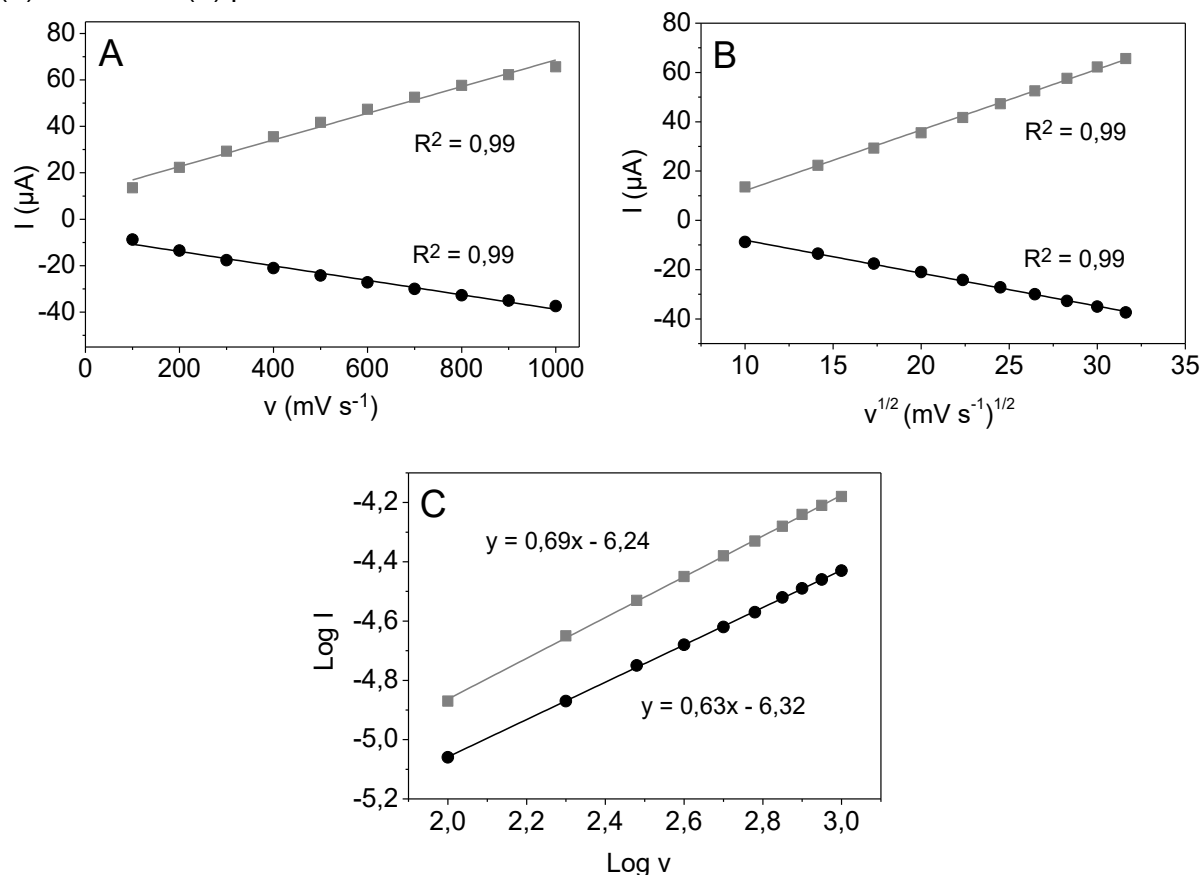 A
80
60
40
20
0
-20
-40
I (µA)
R² = 0,99
R² = 0,99
0 200 400 600 800 1000
v (mV s⁻¹)
B
80
60
40
20
0
-20
-40
I (µA)
R² = 0,99
R² = 0,99
10 15 20 25 30 35
v^1/2 (mV s⁻¹)^1/2
C
-4,2
-4,4
-4,6
-4,8
-5,0
-5,2
Log I
y = 0,69x - 6,24
y = 0,63x - 6,32
2,0 2,2 2,4 2,6 2,8 3,0
Log v